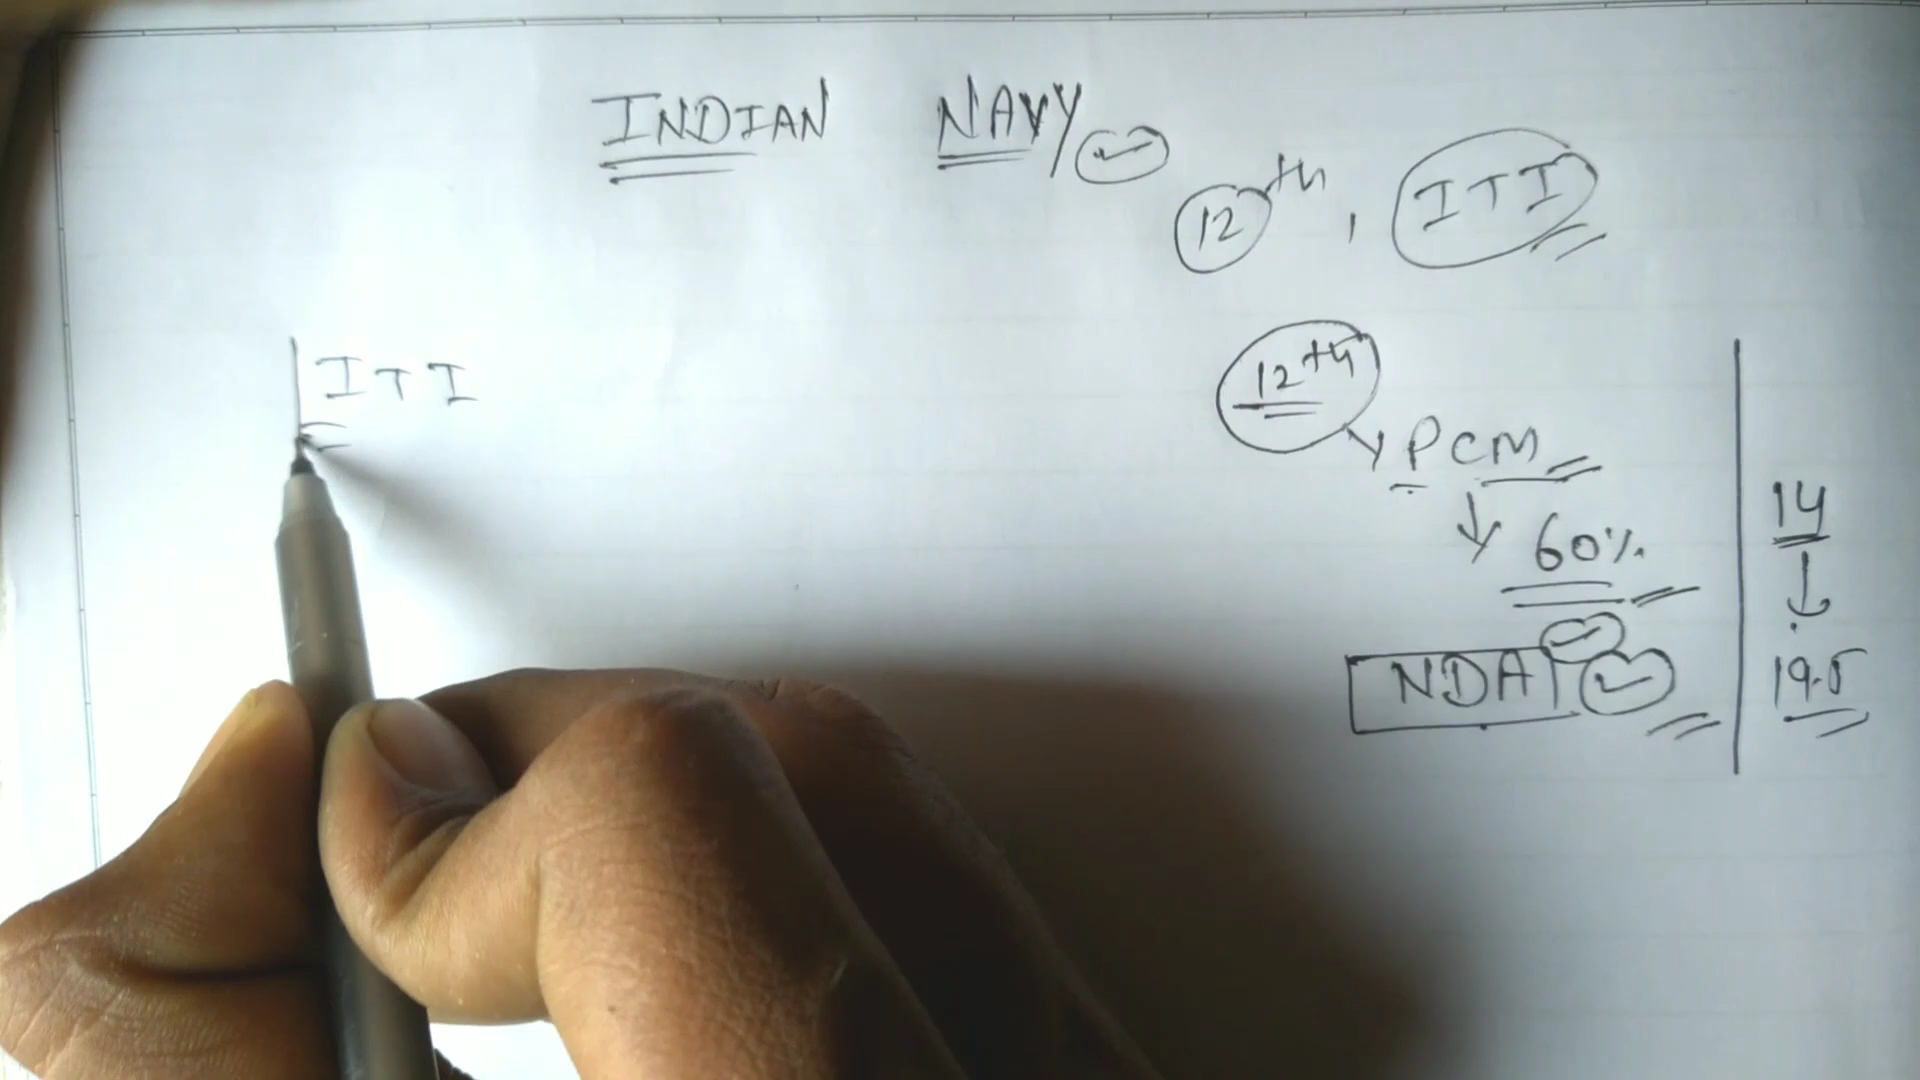 INDIAN NAVY
12th, ITI
ITI
12th
PCM
60%
NDA
14
19.5